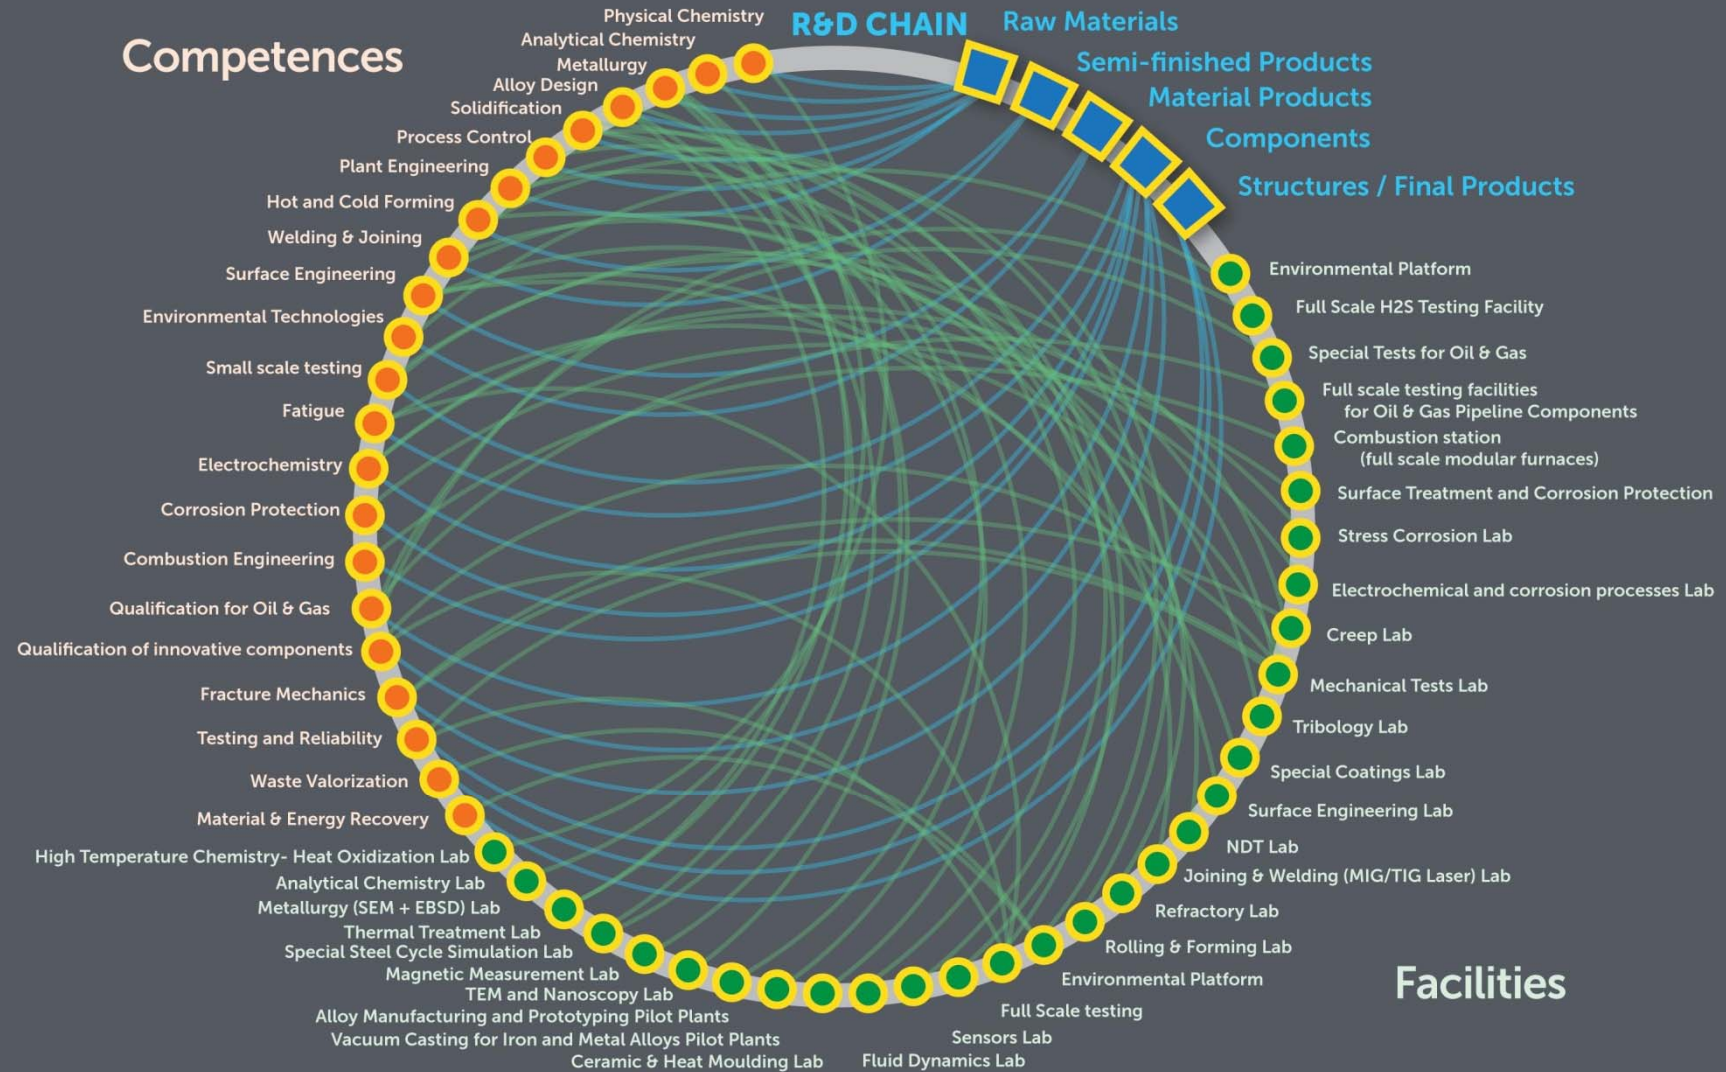 R&D CHAIN
Raw Materials
Semi-finished Products
Material Products
Components
Structures / Final Products
Competences
Physical Chemistry
Analytical Chemistry
Metallurgy
Alloy Design
Solidification
Process Control
Plant Engineering
Hot and Cold Forming
Welding & Joining
Surface Engineering
Environmental Technologies
Small scale testing
Fatigue
Electrochemistry
Corrosion Protection
Combustion Engineering
Qualification for Oil & Gas
Qualification of innovative components
Fracture Mechanics
Testing and Reliability
Waste Valorization
Material & Energy Recovery
High Temperature Chemistry- Heat Oxidization Lab
Analytical Chemistry Lab
Metallurgy (SEM + EBSD) Lab
Thermal Treatment Lab
Special Steel Cycle Simulation Lab
Magnetic Measurement Lab
TEM and Nanoscopy Lab
Alloy Manufacturing and Prototyping Pilot Plants
Vacuum Casting for Iron and Metal Alloys Pilot Plants
Ceramic & Heat Moulding Lab
Environmental Platform
Full Scale H2S Testing Facility
Special Tests for Oil & Gas
Full scale testing facilities
for Oil & Gas Pipeline Components
Combustion station
(full scale modular furnaces)
Surface Treatment and Corrosion Protection
Stress Corrosion Lab
Electrochemical and corrosion processes Lab
Creep Lab
Mechanical Tests Lab
Tribology Lab
Special Coatings Lab
Surface Engineering Lab
NDT Lab
Joining & Welding (MIG/TIG Laser) Lab
Refractory Lab
Rolling & Forming Lab
Environmental Platform
Full Scale testing
Sensors Lab
Fluid Dynamics Lab
Facilities